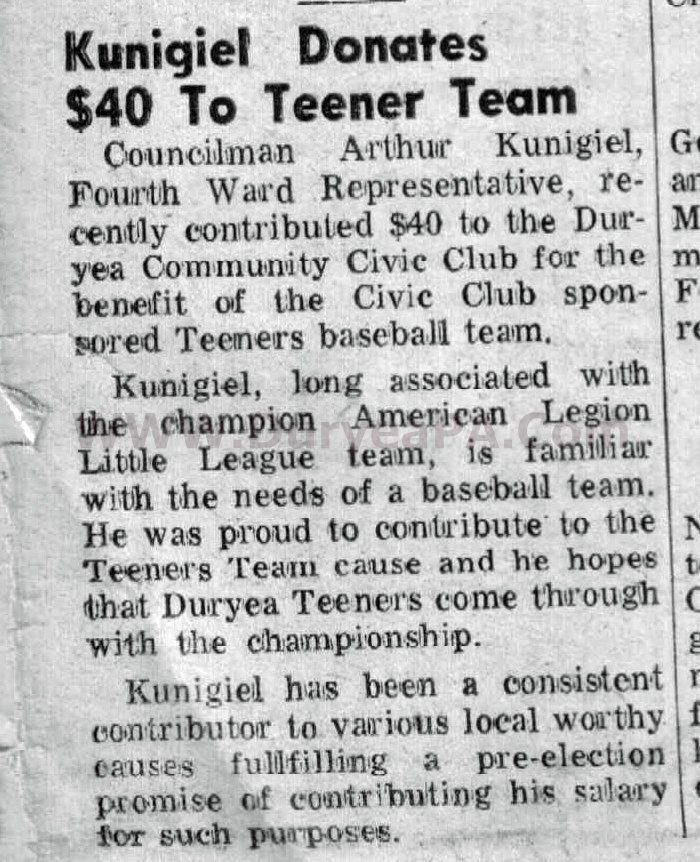 Kunigiel Donates
$40 To Teener Team
Councilman Arthur Kunigiel,
Fourth Ward Representative, re-
cently contributed $40 to the Dur-
yea Community Civic Club for the
benefit of the Civic Club spon-
sored Teeners baseball team.
Kunigiel, long associated with
the champion American Legion
Little League team, is familiar
with the needs of a baseball team.
He was proud to contribute to the
Teeners Team cause and he hopes
that Duryea Teeners come through
with the championship.
Kunigiel has been a consistent
contributor to various local worthy
causes fullfilling a pre-election
promise of contributing his salary
for such purposes.
www.DuryeaPA.Com